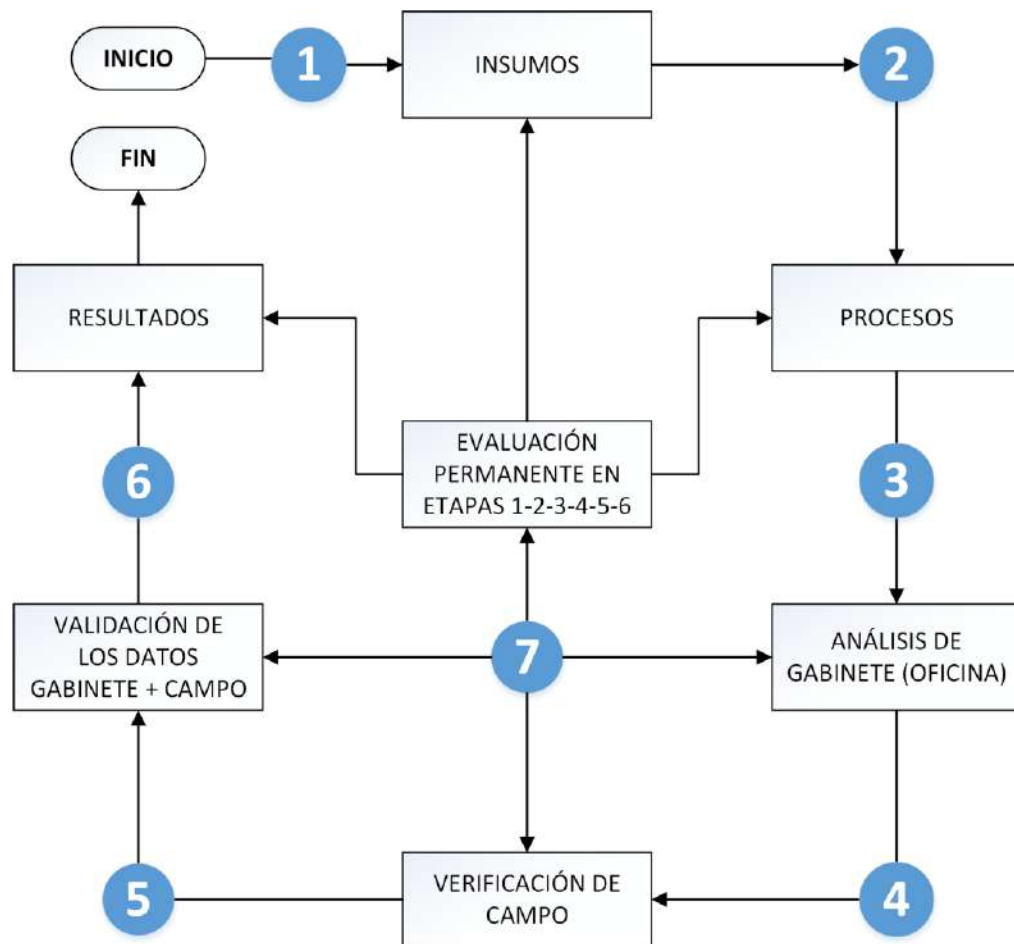 INICIO
1
INSUMOS
2
FIN
RESULTADOS
PROCESOS
EVALUACIÓN
PERMANENTE EN
ETAPAS 1-2-3-4-5-6
6
3
VALIDACIÓN DE
LOS DATOS
GABINETE + CAMPO
7
ANÁLISIS DE
GABINETE (OFICINA)
5
VERIFICACIÓN DE
CAMPO
4